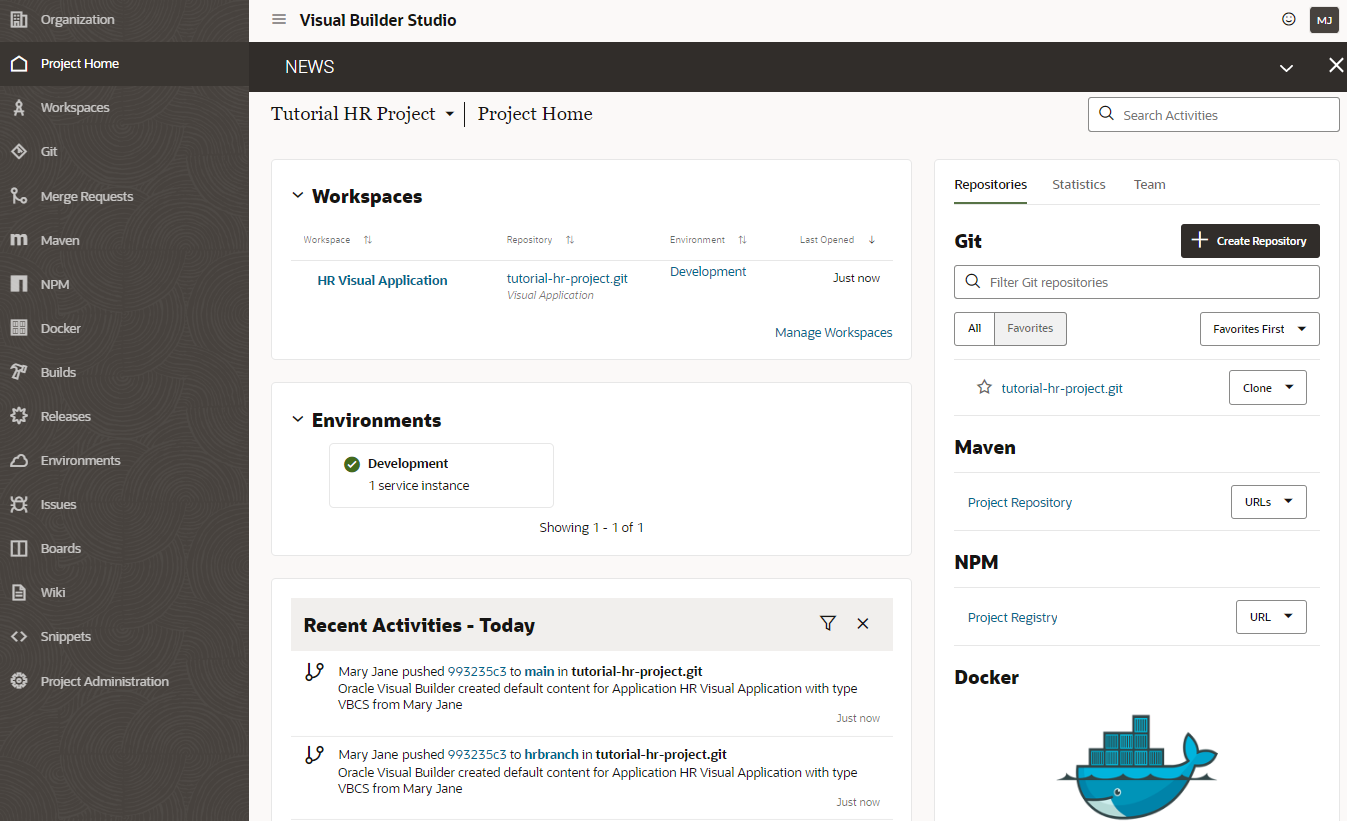 Organization
Project Home
Workspaces
Git
Merge Requests
Maven
NPM
Docker
Builds
Releases
Environments
Issues
Boards
Wiki
Snippets
Project Administration
Visual Builder Studio
MJ
NEWS
Tutorial HR Project
Project Home
Search Activities
Workspaces
Workspace Repository Environment Last Opened
HR Visual Application tutorial-hr-project.git Development Just now
Visual Application
Manage Workspaces
Environments
Development
1 service instance
Showing 1 - 1 of 1
Recent Activities - Today
Mary Jane pushed 993235c3 to main in tutorial-hr-project.git
Oracle Visual Builder created default content for Application HR Visual Application with type
VBCS from Mary Jane
Just now
Mary Jane pushed 993235c3 to hrbranch in tutorial-hr-project.git
Oracle Visual Builder created default content for Application HR Visual Application with type
VBCS from Mary Jane
Just now
Repositories Statistics Team
Git
Create Repository
Filter Git repositories
All Favorites
Favorites First
tutorial-hr-project.git
Clone
Maven
Project Repository
URLs
NPM
Project Registry
URL
Docker